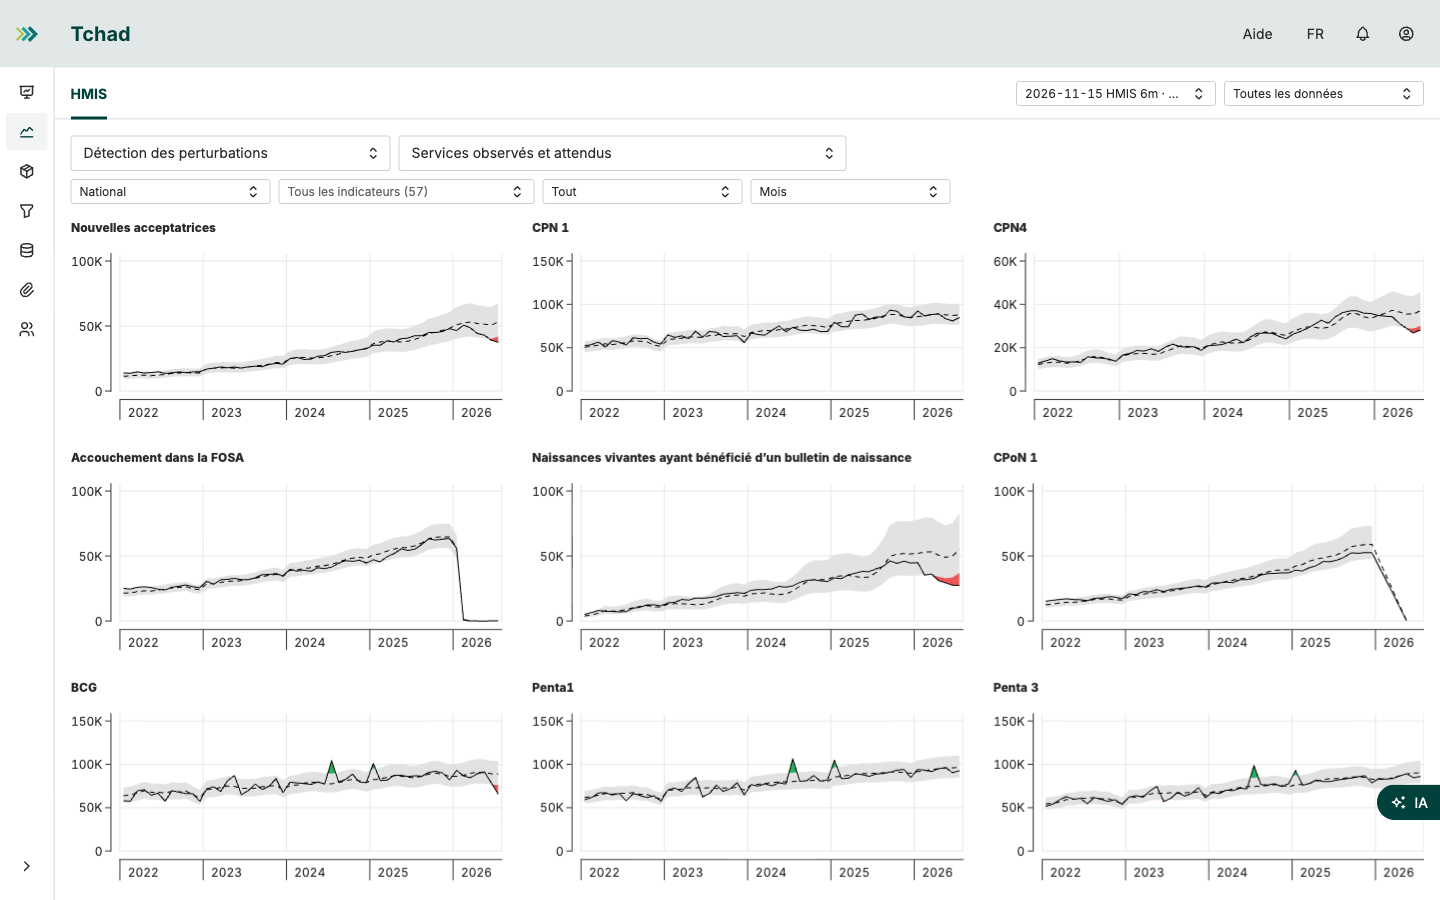 Tchad
Aide
FR
HMIS
2026-11-15 HMIS 6m · ...
Toutes les données
Détection des perturbations
Services observés et attendus
National
Tous les indicateurs (57)
Tout
Mois
Nouvelles acceptatrices
100K
50K
0
2022 2023 2024 2025 2026
CPN 1
150K
100K
50K
0
2022 2023 2024 2025 2026
CPN4
60K
40K
20K
0
2022 2023 2024 2025 2026
Accouchement dans la FOSA
100K
50K
0
2022 2023 2024 2025 2026
Naissances vivantes ayant bénéficié d’un bulletin de naissance
100K
50K
0
2022 2023 2024 2025 2026
CPoN 1
100K
50K
0
2022 2023 2024 2025 2026
BCG
150K
100K
50K
0
2022 2023 2024 2025 2026
Penta1
150K
100K
50K
0
2022 2023 2024 2025 2026
Penta 3
150K
100K
50K
0
2022 2023 2024 2025 2026
IA